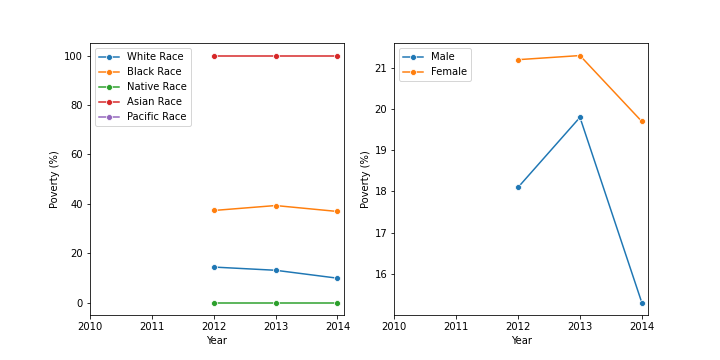 White Race
Black Race
Native Race
Asian Race
Pacific Race
100
80
60
40
20
0
Poverty (%)
2010 2011 2012 2013 2014
Year
Male
Female
21
20
19
18
17
16
Poverty (%)
2010 2011 2012 2013 2014
Year